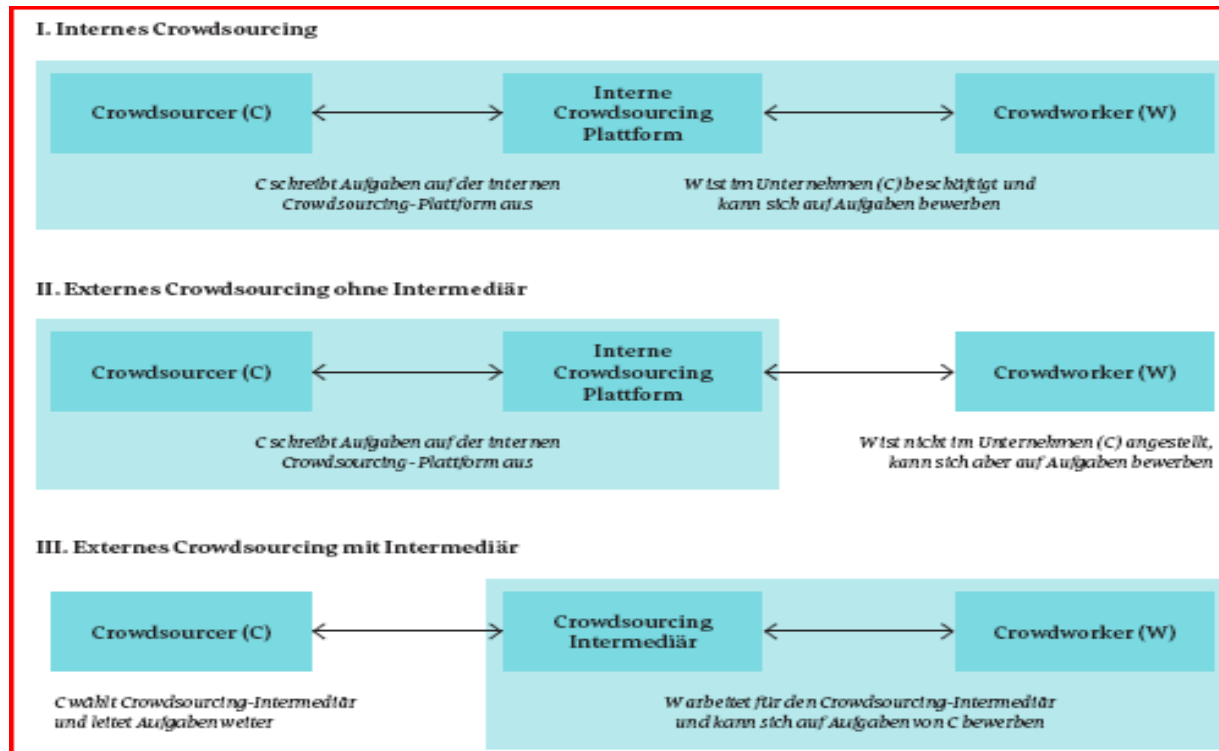 I. Internes Crowdsourcing
Crowdsourcer (C)
Interne
Crowdsourcing
Plattform
Crowdworker (W)
C schreibt Aufgaben auf der internen
Crowdsourcing-Plattform aus
W ist im Unternehmen (C) beschäftigt und
kann sich auf Aufgaben bewerben
II. Externes Crowdsourcing ohne Intermediär
Crowdsourcer (C)
Interne
Crowdsourcing
Plattform
Crowdworker (W)
C schreibt Aufgaben auf der internen
Crowdsourcing-Plattform aus
W ist nicht im Unternehmen (C) angestellt,
kann sich aber auf Aufgaben bewerben
III. Externes Crowdsourcing mit Intermediär
Crowdsourcer (C)
Crowdsourcing
Intermediär
Crowdworker (W)
C wählt Crowdsourcing-Intermediär
und leitet Aufgaben weiter
W arbeitet für den Crowdsourcing-Intermediär
und kann sich auf Aufgaben von C bewerben